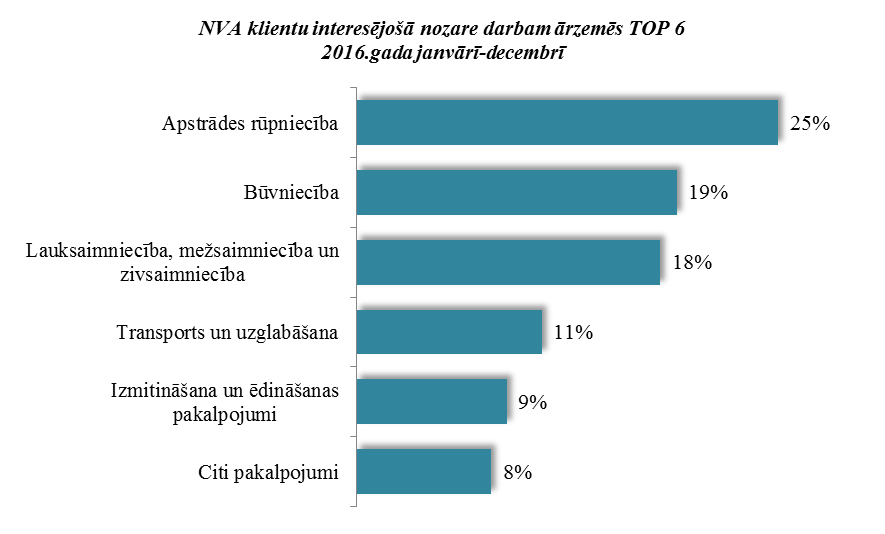 NVA klientu interesējošā nozare darbam ārzemēs TOP 6
2016.gada janvārī-decembrī
Apstrādes rūpniecība
25%
Būvniecība
19%
Lauksaimniecība, mežsaimniecība un
zivsaimniecība
18%
Transports un uzglabāšana
11%
Izmitināšana un ēdināšanas
pakalpojumi
9%
Citi pakalpojumi
8%